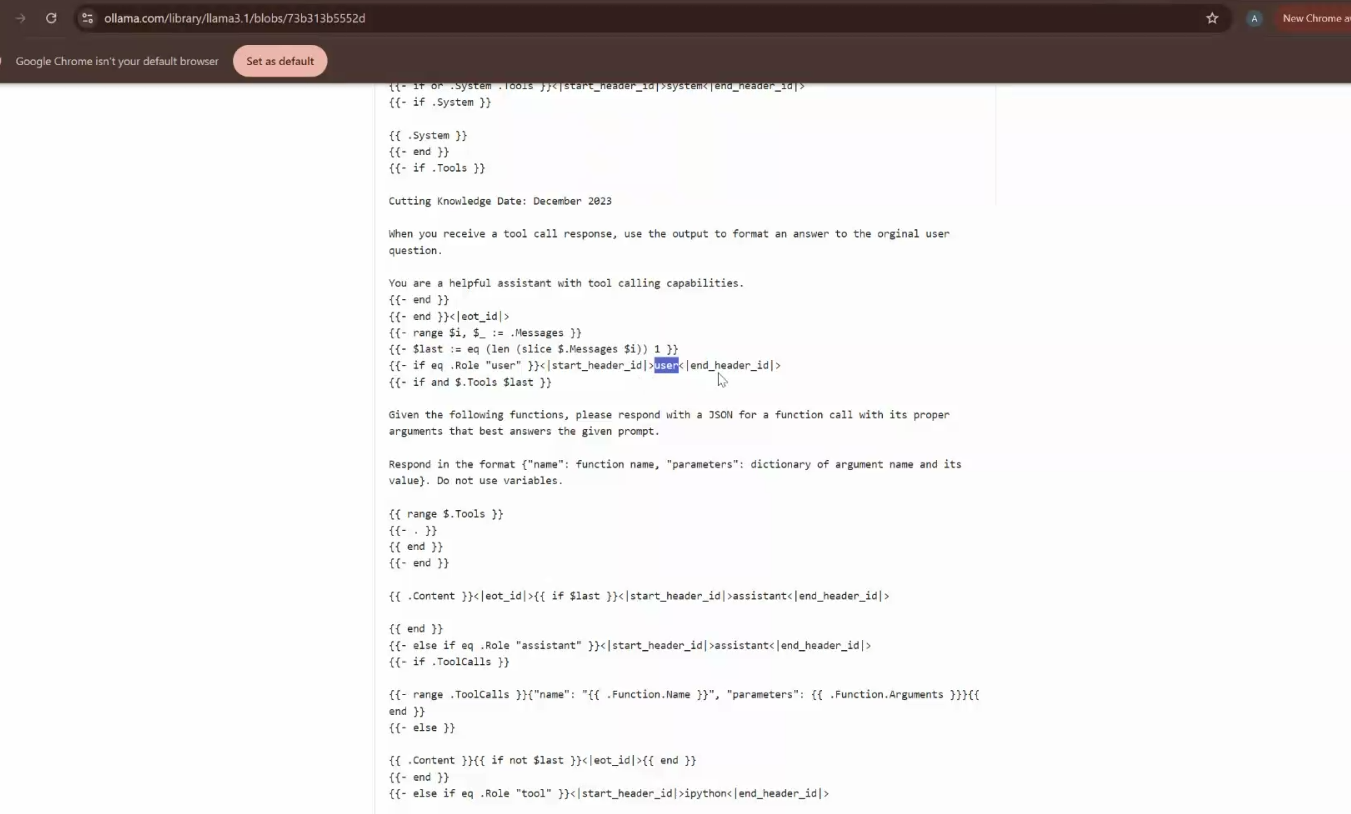 ollama.com/library/llama3.1/blobs/73b313b5552d
A
New Chrome av
Google Chrome isn't your default browser
Set as default
{{- if or .System .Tools }}<|start_header_id|>system<|end_header_id|>
{{- if .System }}
{{ .System }}
{{- end }}
{{- if .Tools }}
Cutting Knowledge Date: December 2023
When you receive a tool call response, use the output to format an answer to the orginal user
question.
You are a helpful assistant with tool calling capabilities.
{{- end }}
{{- end }}<|eot_id|>
{{- range $i, $_ := .Messages }}
{{- $last := eq (len (slice $.Messages $i)) 1 }}
{{- if eq .Role "user" }}<|start_header_id|>user<|end_header_id|>
{{- if and $.Tools $last }}
Given the following functions, please respond with a JSON for a function call with its proper
arguments that best answers the given prompt.
Respond in the format {"name": function name, "parameters": dictionary of argument name and its
value}. Do not use variables.
{{ range $.Tools }}
{{- . }}
{{ end }}
{{- end }}
{{ .Content }}<|eot_id|>{{ if $last }}<|start_header_id|>assistant<|end_header_id|>
{{ end }}
{{- else if eq .Role "assistant" }}<|start_header_id|>assistant<|end_header_id|>
{{- if .ToolCalls }}
{{- range .ToolCalls }}{"name": "{{ .Function.Name }}", "parameters": {{ .Function.Arguments }}}{{
end }}
{{- else }}
{{ .Content }}{{ if not $last }}<|eot_id|>{{ end }}
{{- end }}
{{- else if eq .Role "tool" }}<|start_header_id|>ipython<|end_header_id|>